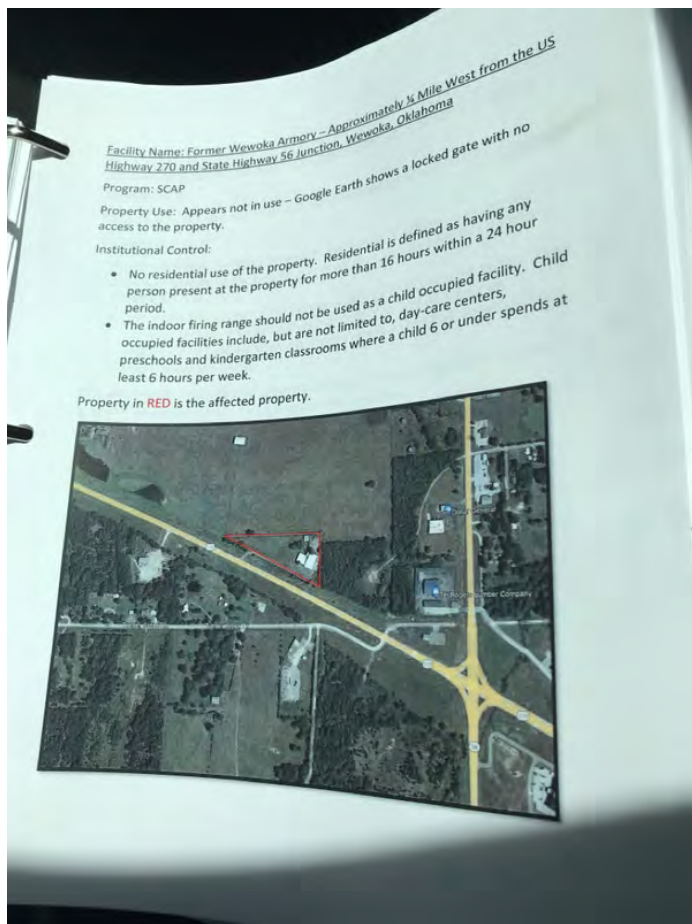 Facility Name: Former Wewoka Armory – Approximately ¼ Mile West from the US
Highway 270 and State Highway 56 Junction, Wewoka, Oklahoma
Program: SCAP
Property Use: Appears not in use – Google Earth shows a locked gate with no
access to the property.
Institutional Control:
• No residential use of the property. Residential is defined as having any
person present at the property for more than 16 hours within a 24 hour
period.
• The indoor firing range should not be used as a child occupied facility. Child
occupied facilities include, but are not limited to, day-care centers,
preschools and kindergarten classrooms where a child 6 or under spends at
least 6 hours per week.
Property in RED is the affected property.
General
Lumber Company